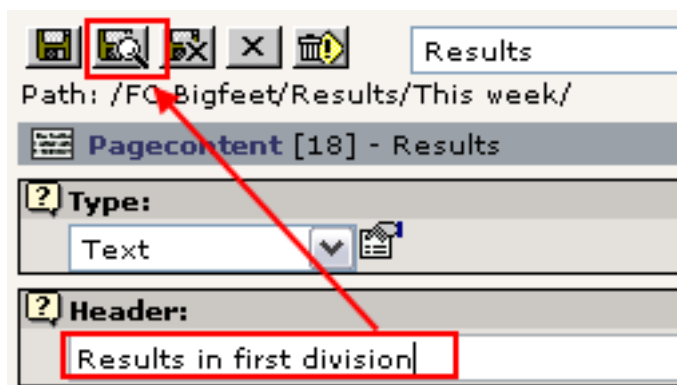 Results
Path: /FC Bigfeet/Results/This week/
Pagecontent [18] - Results
Type:
Text
Header:
Results in first division